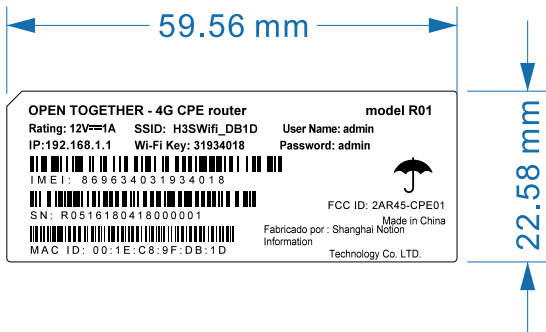 59.56 mm
OPEN TOGETHER - 4G CPE router model R01
Rating: 12V⎓1A SSID: H3SWifi_DB1D User Name: admin
IP:192.168.1.1 Wi-Fi Key: 31934018 Password: admin
IMEI: 869634031934018
FCC ID: 2AR45-CPE01
SN: R0516180418000001
Made in China
Fabricado por : Shanghai Notion
Information
MAC ID: 00:1E:C8:9F:DB:1D
Technology Co. LTD.
22.58 mm